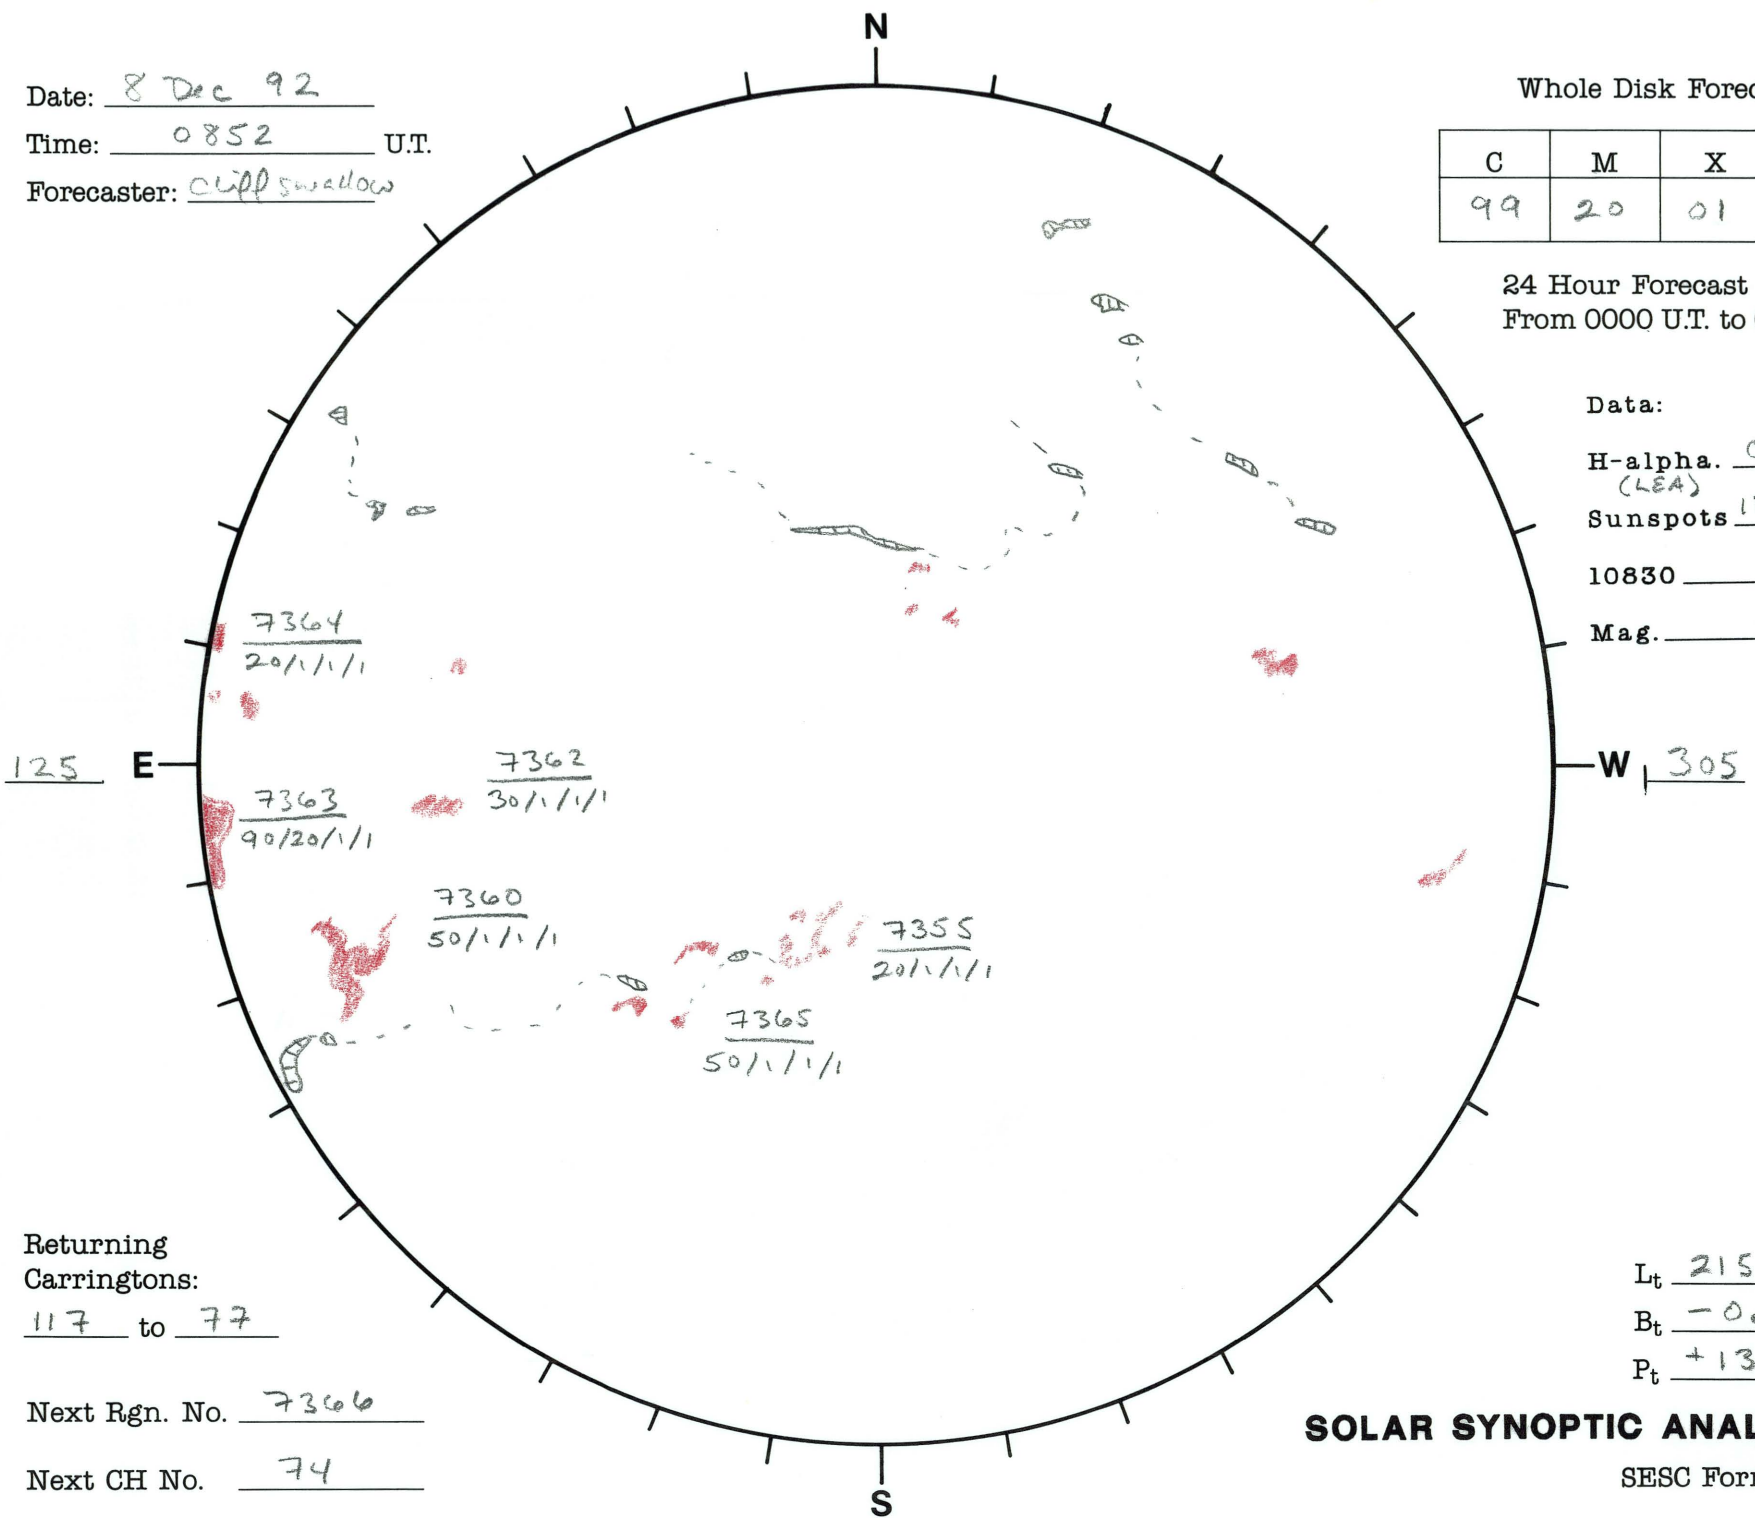 N
Date: 8 Dec 92
Time: 0852 U.T.
Forecaster: Cliffswallow
Whole Disk Forec
C M X
99 20 01
24 Hour Forecast
From 0000 U.T. to
Data:
H-alpha.
(LEA)
Sunspots
10830
Mag.
7364
20/1/1/1
125 E
7362
30/1/1/1
W 305
7363
90/20/1/1
7360
50/1/1/1
7355
20/1/1/1
7365
50/1/1/1
Returning
Carringtons:
117 to 77
Next Rgn. No. 7366
Next CH No. 74
Lt 215
Bt -0.
Pt +13
SOLAR SYNOPTIC ANAL
SESC Forr
S